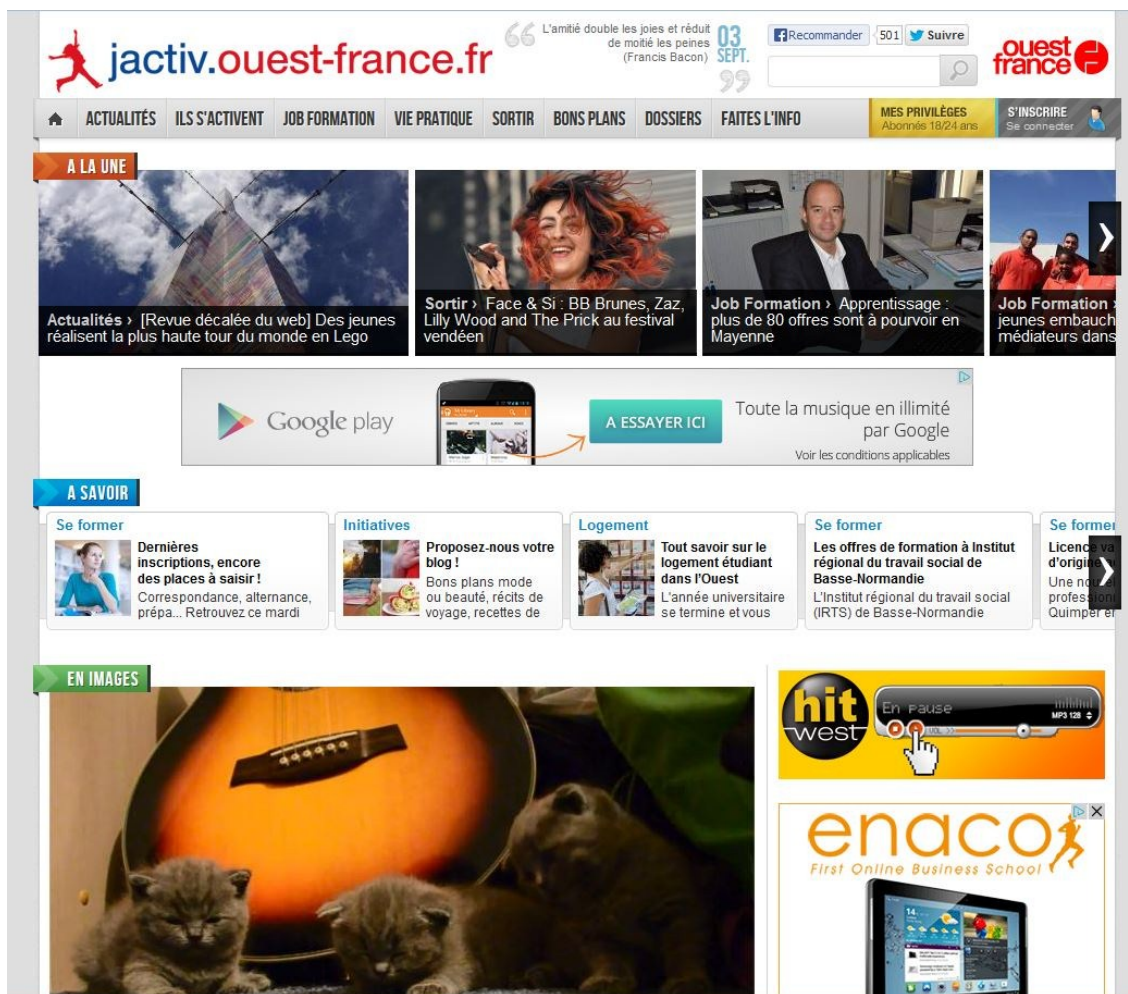 jactiv.ouest-france.fr
L'amitié double les joies et réduit
de moitié les peines
(Francis Bacon)
03
SEPT.
Recommander
501
Suivre
ouest
france
ACTUALITÉS
ILS S'ACTIVENT
JOB FORMATION
VIE PRATIQUE
SORTIR
BONS PLANS
DOSSIERS
FAITES L'INFO
MES PRIVILÈGES
Abonnés 18/24 ans
S'INSCRIRE
Se connecter
A LA UNE
Actualités › [Revue décalée du web] Des jeunes
réalisent la plus haute tour du monde en Lego
Sortir › Face & Si : BB Brunes, Zaz,
Lilly Wood and The Prick au festival
vendéen
Job Formation › Apprentissage :
plus de 80 offres sont à pourvoir en
Mayenne
Job Formation ›
jeunes embauch
médiateurs dans
Google play
A ESSAYER ICI
Toute la musique en illimité
par Google
Voir les conditions applicables
A SAVOIR
Se former
Dernières
inscriptions, encore
des places à saisir !
Correspondance, alternance,
prépa... Retrouvez ce mardi
Initiatives
Proposez-nous votre
blog !
Bons plans mode
ou beauté, récits de
voyage, recettes de
Logement
Tout savoir sur le
logement étudiant
dans l'Ouest
L'année universitaire
se termine et vous
Se former
Les offres de formation à Institut
régional du travail social de
Basse-Normandie
L'Institut régional du travail social
(IRTS) de Basse-Normandie
Se former
Licence
d'origine
Une
Quimper
EN IMAGES
hit
west
En pause
MP3 128
VOL
enaco
First Online Business School